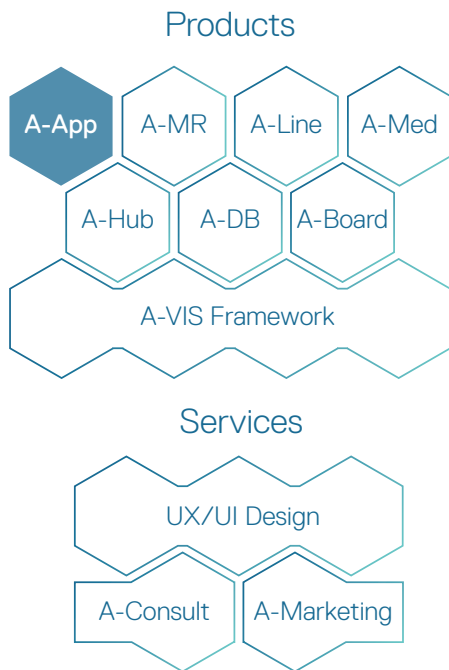 Products
A-App A-MR A-Line A-Med
A-Hub A-DB A-Board
A-VIS Framework
Services
UX/UI Design
A-Consult A-Marketing